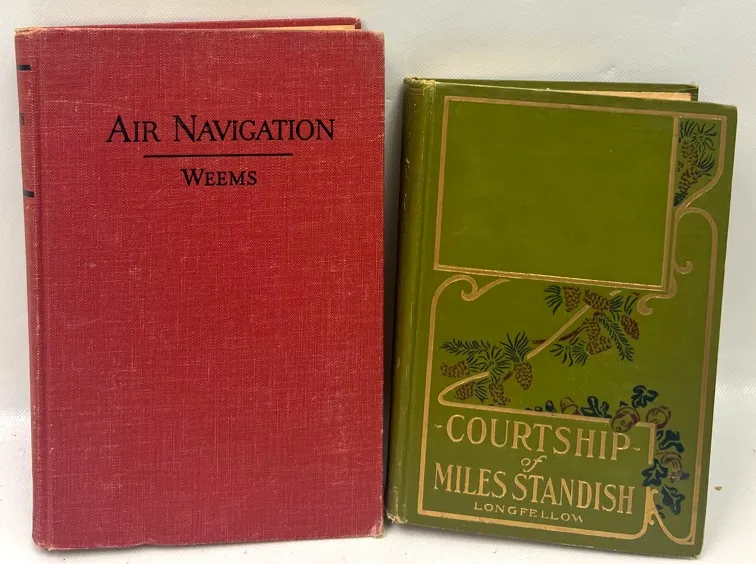 AIR NAVIGATION
WEEMS
-COURTSHIP-
of
MILES STANDISH
LONGFELLOW